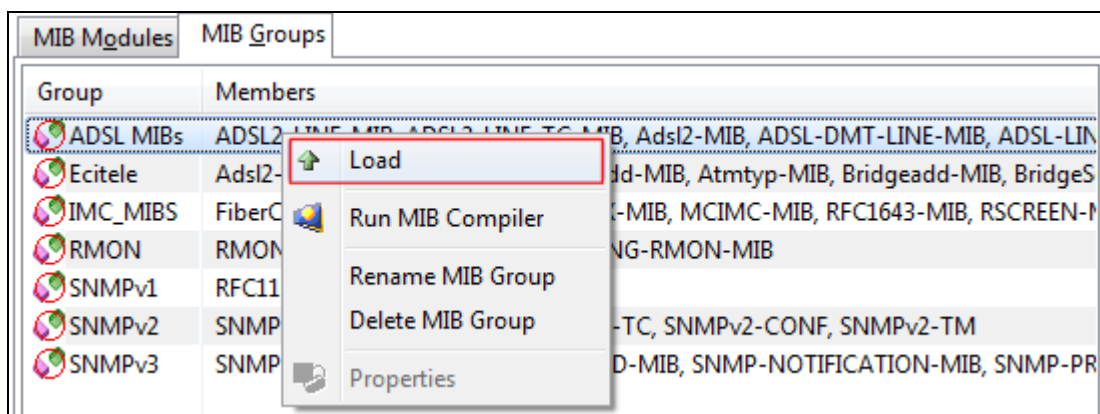 MIB Modules MIB Groups
Group Members
ADSL MIBs ADSL2-LINE-MIB, ADSL2-LINE-TC-MIB, Adsl2-MIB, ADSL-DMT-LINE-MIB, ADSL-LIN
Load
Ecitele Adsl2- dd-MIB, Atmtyp-MIB, Bridgeadd-MIB, BridgeS
IMC_MIBS FiberC -MIB, MCIMC-MIB, RFC1643-MIB, RSCREEN-
Run MIB Compiler
RMON RMON NG-RMON-MIB
Rename MIB Group
SNMPv1 RFC11
SNMPv2 SNMP -TC, SNMPv2-CONF, SNMPv2-TM
Delete MIB Group
SNMPv3 SNMP D-MIB, SNMP-NOTIFICATION-MIB, SNMP-PR
Properties